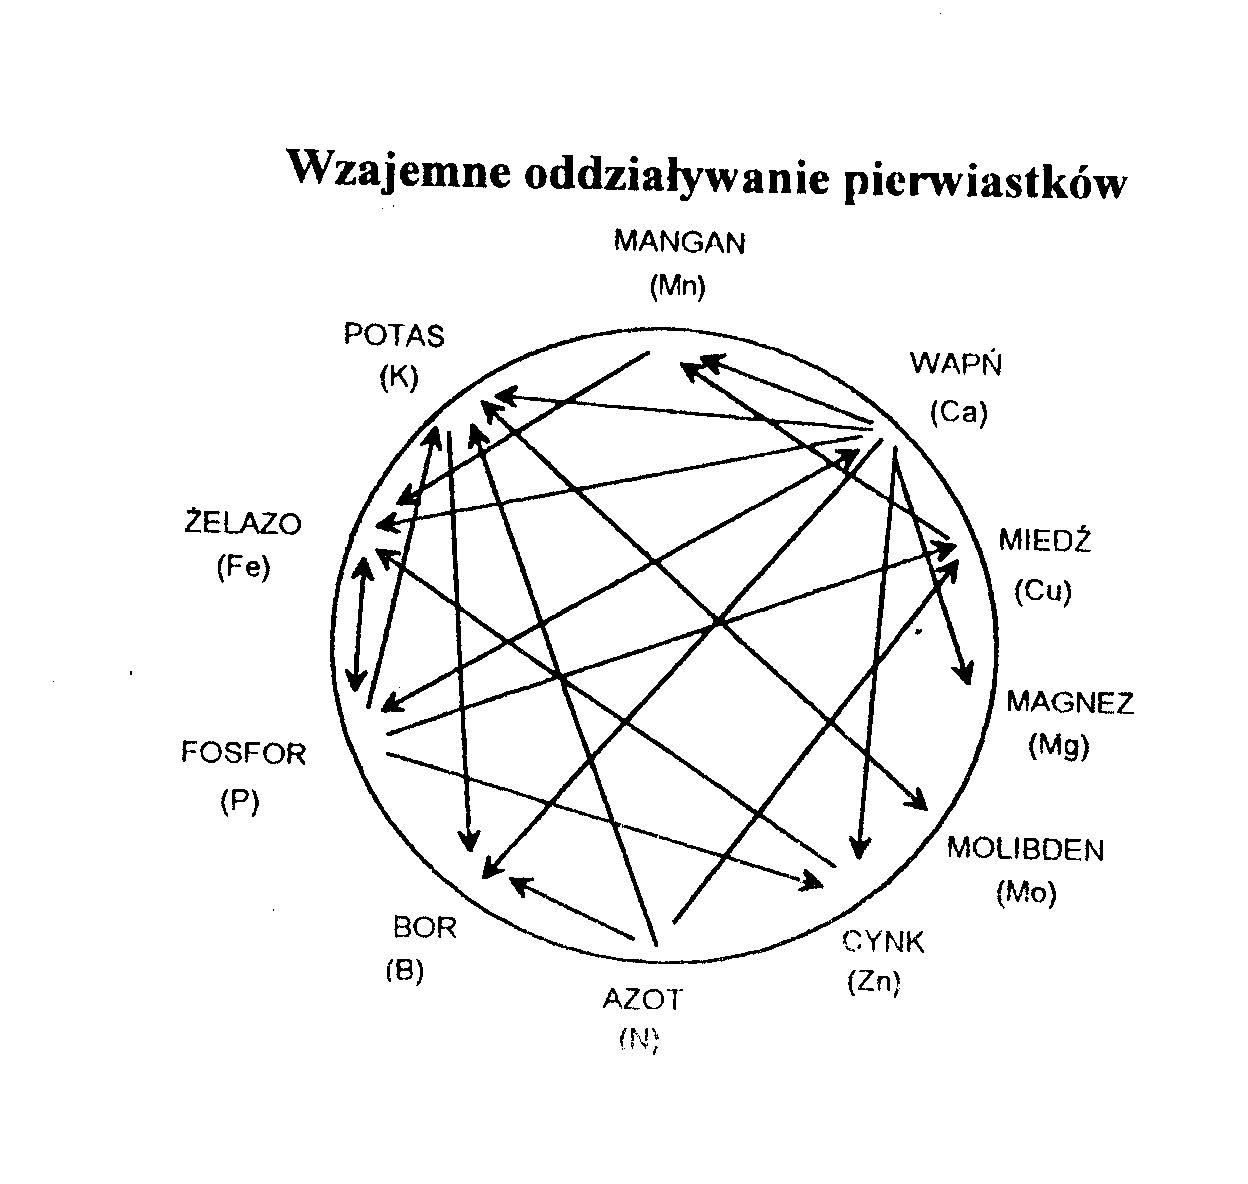 Wzajemne oddziaływanie pierwiastków
MANGAN
(Mn)
POTAS
(K)
WAPŃ
(Ca)
ŻELAZO
(Fe)
MIEDŹ
(Cu)
MAGNEZ
(Mg)
FOSFOR
(P)
MOLIBDEN
(Mo)
BOR
(B)
CYNK
(Zn)
AZOT
(N)